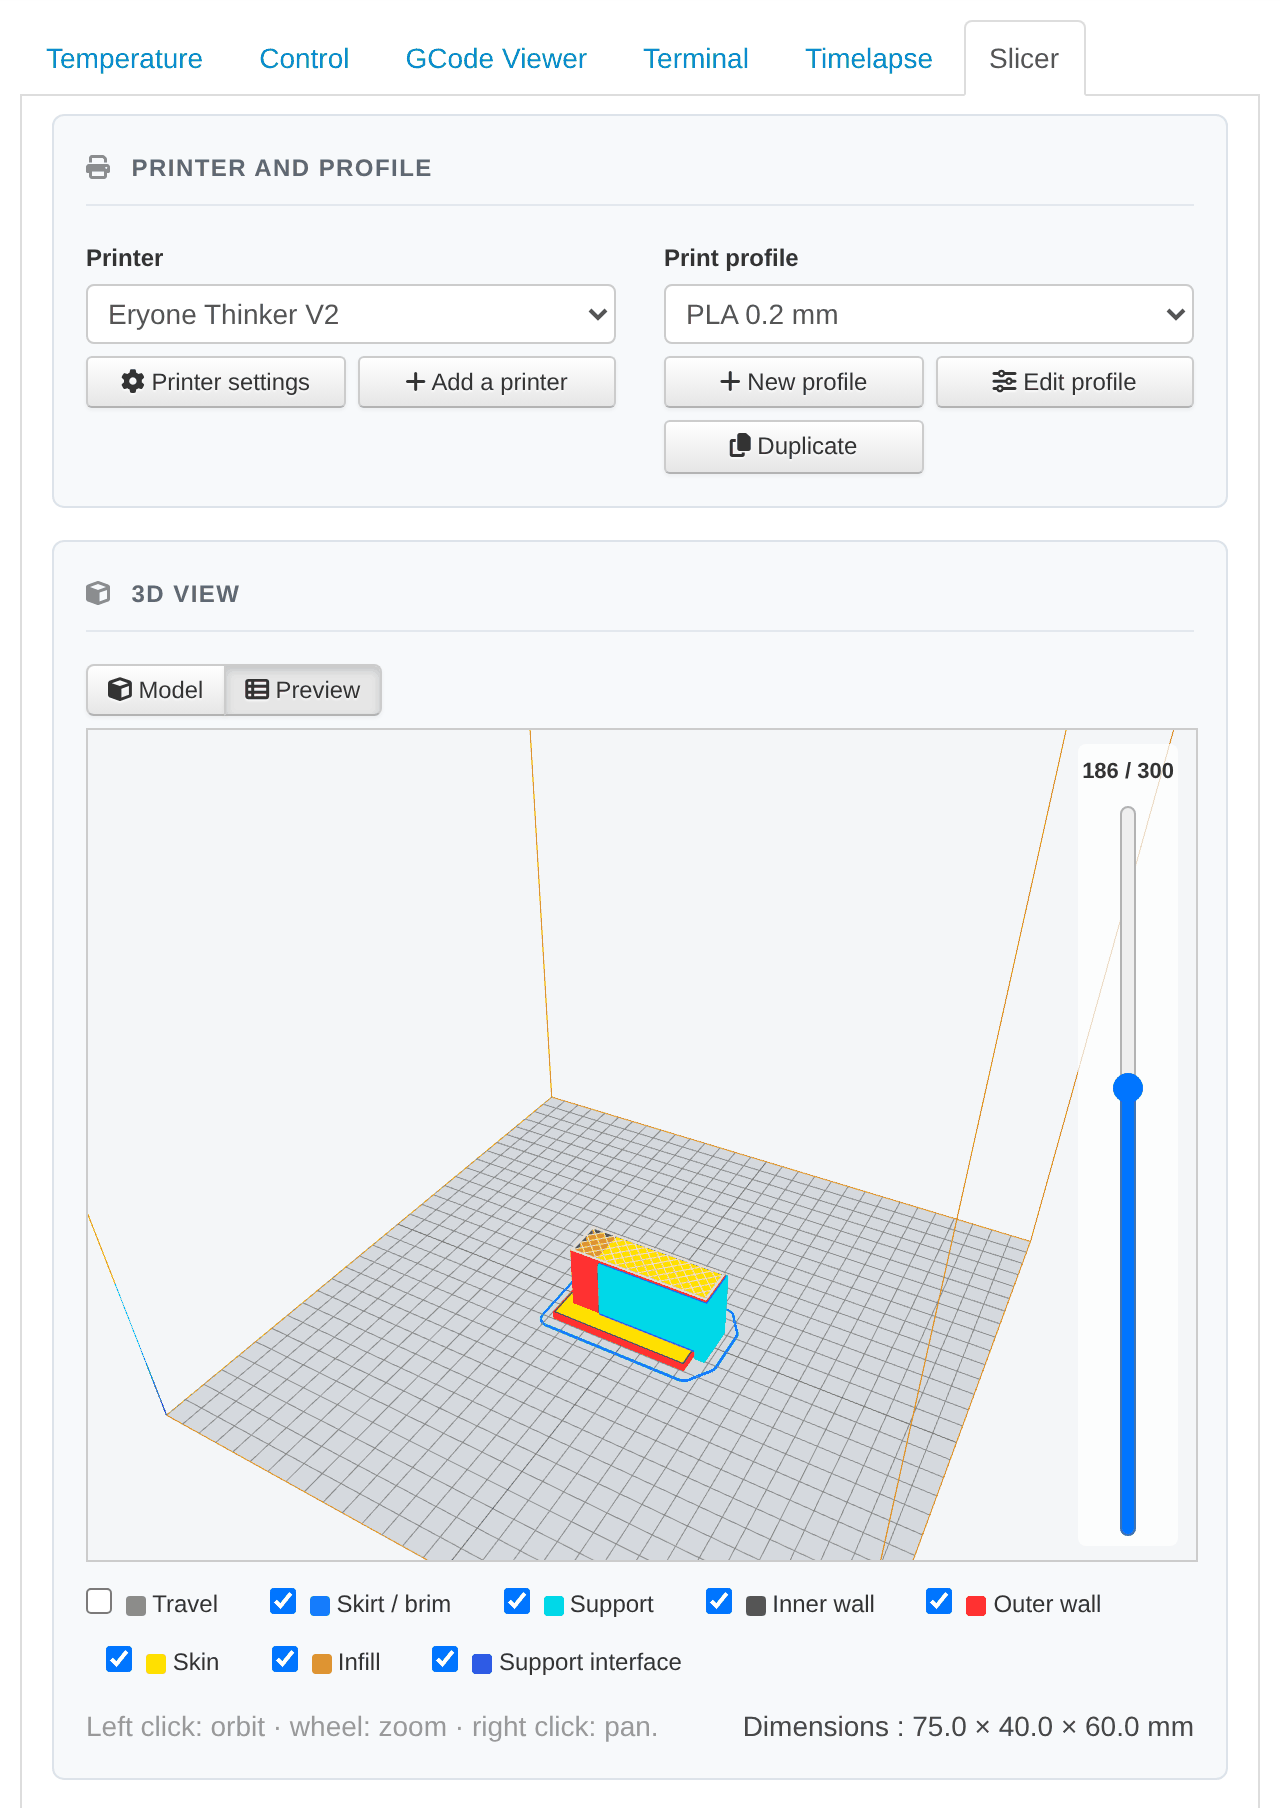 Temperature Control GCode Viewer Terminal Timelapse Slicer
PRINTER AND PROFILE
Printer
Eryone Thinker V2
Printer settings Add a printer
Print profile
PLA 0.2 mm
New profile Edit profile
Duplicate
3D VIEW
Model Preview
186 / 300
Travel Skirt / brim Support Inner wall Outer wall
Skin Infill Support interface
Left click: orbit · wheel: zoom · right click: pan. Dimensions : 75.0 × 40.0 × 60.0 mm